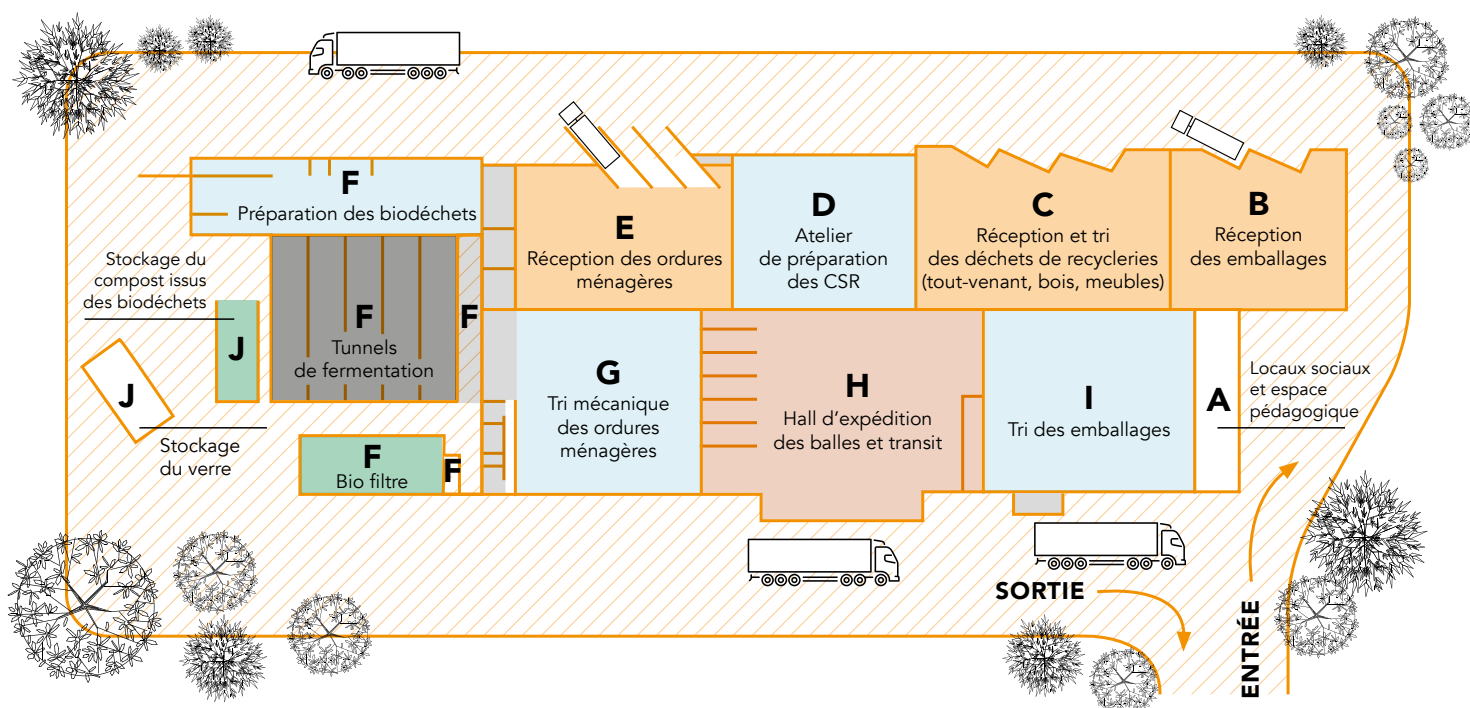 F
Préparation des biodéchets
E
Réception des ordures
ménagères
D
Atelier
de préparation
des CSR
C
Réception et tri
des déchets de recycleries
(tout-venant, bois, meubles)
B
Réception
des emballages
Stockage du
compost issus
des biodéchets
J
F
Tunnels
de fermentation
F
J
Stockage
du verre
F
Bio filtre
F
G
Tri mécanique
des ordures
ménagères
H
Hall d'expédition
des balles et transit
I
Tri des emballages
A
Locaux sociaux
et espace
pédagogique
SORTIE
ENTRÉE